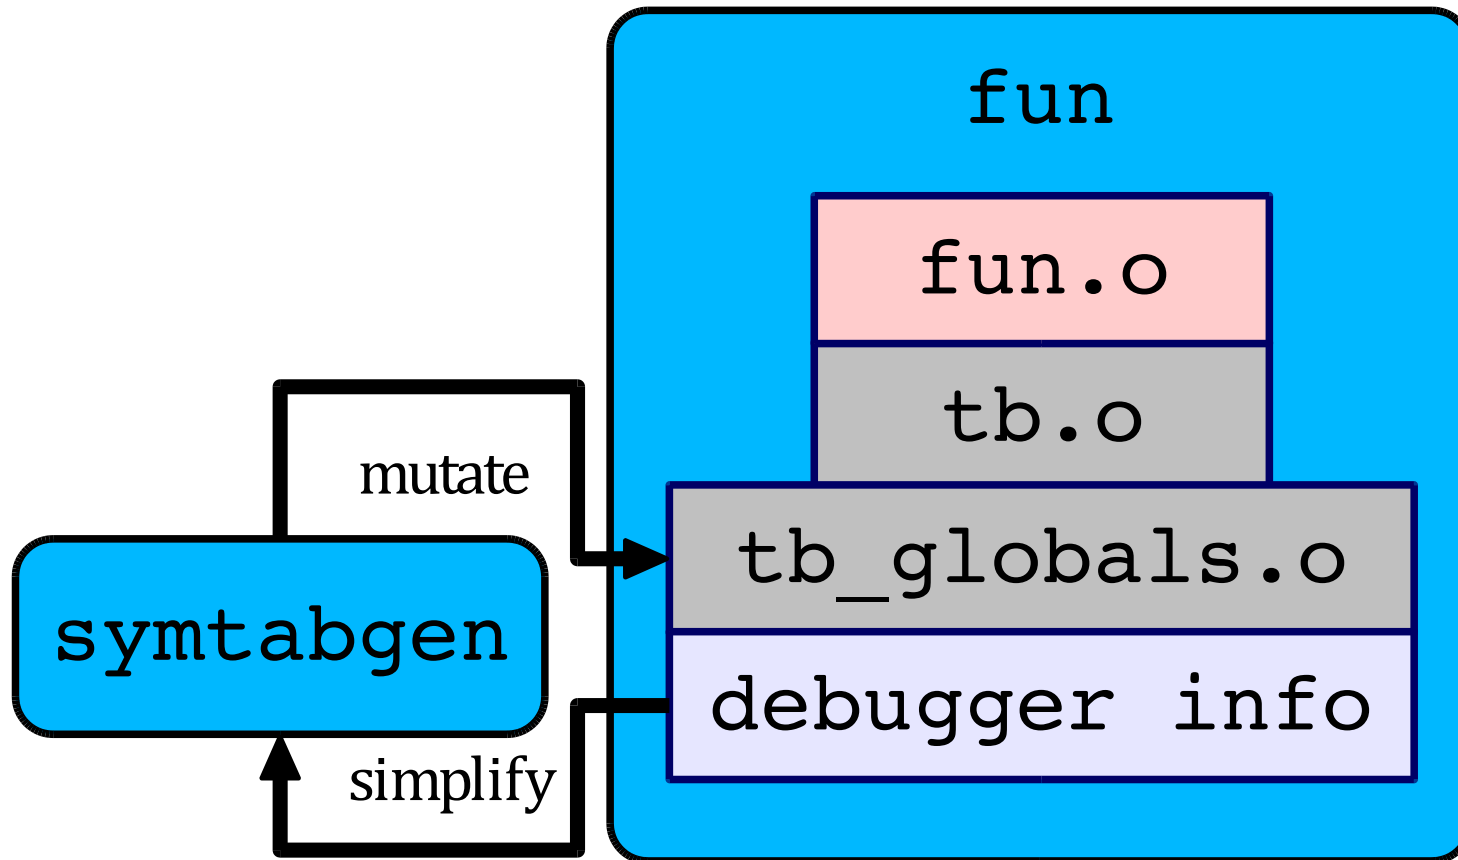 fun
fun.o
tb.o
mutate
tb_globals.o
symtabgen
debugger info
simplify